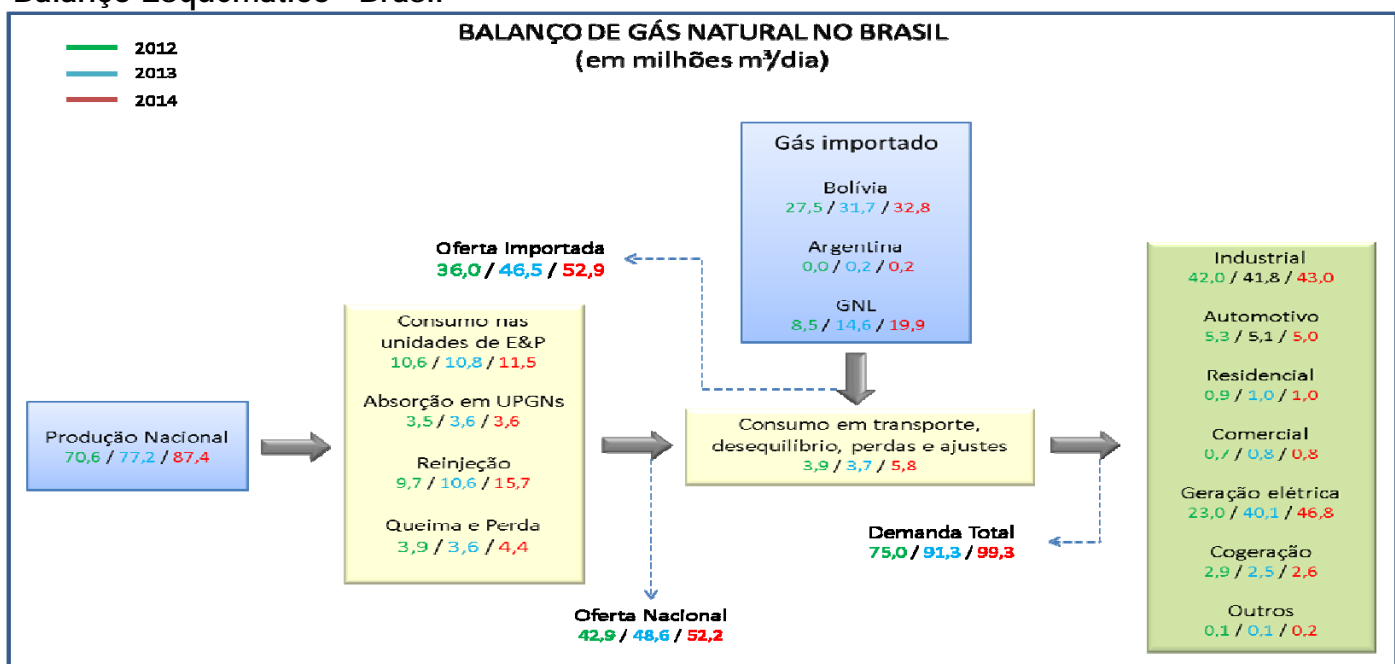 Balanço Esquemático - Brasil
BALANÇO DE GÁS NATURAL NO BRASIL
(em milhões m³/dia)
2012
2013
2014
Gás importado
Bolívia
27,5 / 31,7 / 32,8
Argentina
0,0 / 0,2 / 0,2
GNL
8,5 / 14,6 / 19,9
Oferta Importada
36,0 / 46,5 / 52,9
Consumo nas
unidades de E&P
10,6 / 10,8 / 11,5
Absorção em UPGNs
3,5 / 3,6 / 3,6
Reinjeção
9,7 / 10,6 / 15,7
Queima e Perda
3,9 / 3,6 / 4,4
Produção Nacional
70,6 / 77,2 / 87,4
Consumo em transporte,
desequilíbrio, perdas e ajustes
3,9 / 3,7 / 5,8
Demanda Total
75,0 / 91,3 / 99,3
Oferta Nacional
42,9 / 48,6 / 52,2
Industrial
42,0 / 41,8 / 43,0
Automotivo
5,3 / 5,1 / 5,0
Residencial
0,9 / 1,0 / 1,0
Comercial
0,7 / 0,8 / 0,8
Geração elétrica
23,0 / 40,1 / 46,8
Cogeração
2,9 / 2,5 / 2,6
Outros
0,1 / 0,1 / 0,2